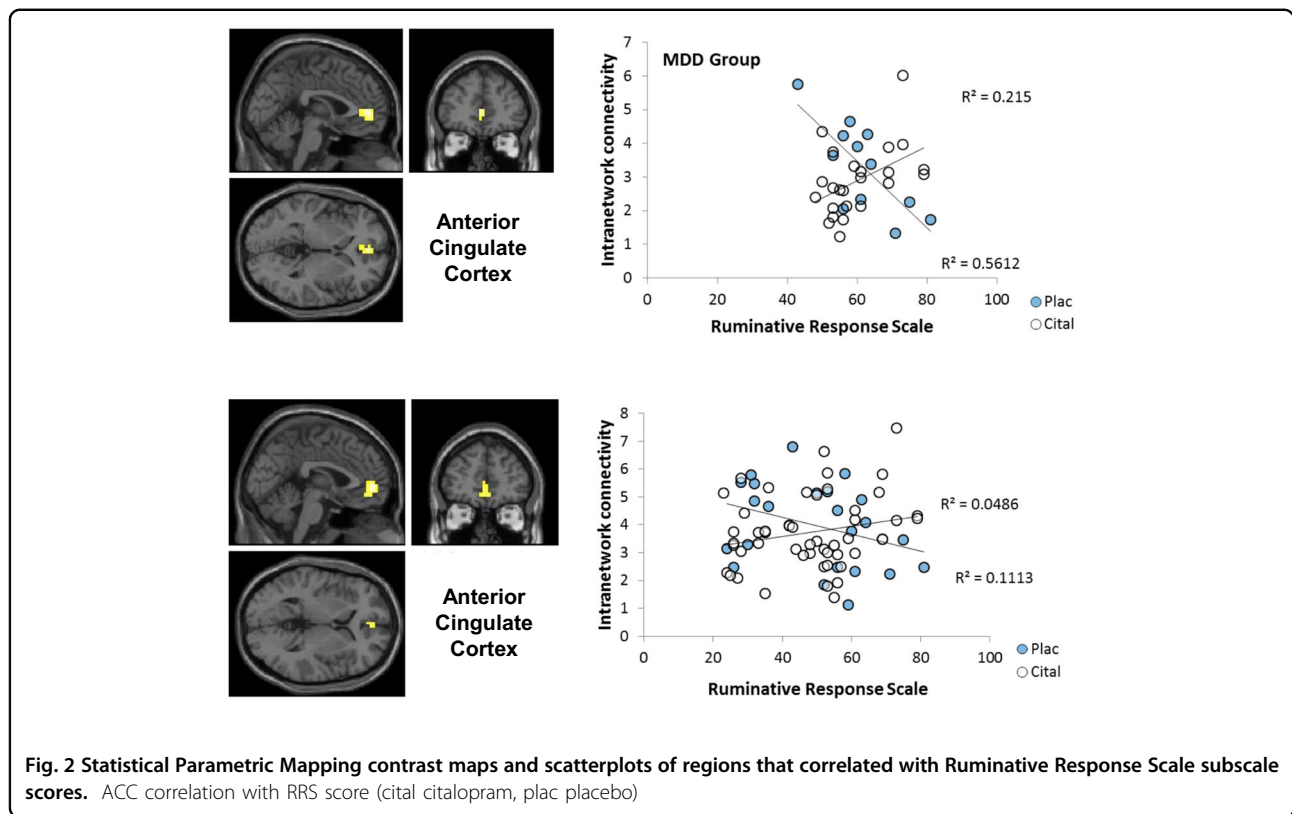 Anterior
Cingulate
Cortex
7
6
5
4
3
2
1
0
Intranetwork connectivity
MDD Group
R² = 0.215
R² = 0.5612
0 20 40 60 80 100
Ruminative Response Scale
Plac
Cital
Anterior
Cingulate
Cortex
8
7
6
5
4
3
2
1
0
Intranetwork connectivity
R² = 0.0486
R² = 0.1113
0 20 40 60 80 100
Ruminative Response Scale
Plac
Cital
Fig. 2 Statistical Parametric Mapping contrast maps and scatterplots of regions that correlated with Ruminative Response Scale subscale
scores. ACC correlation with RRS score (cital citalopram, plac placebo)